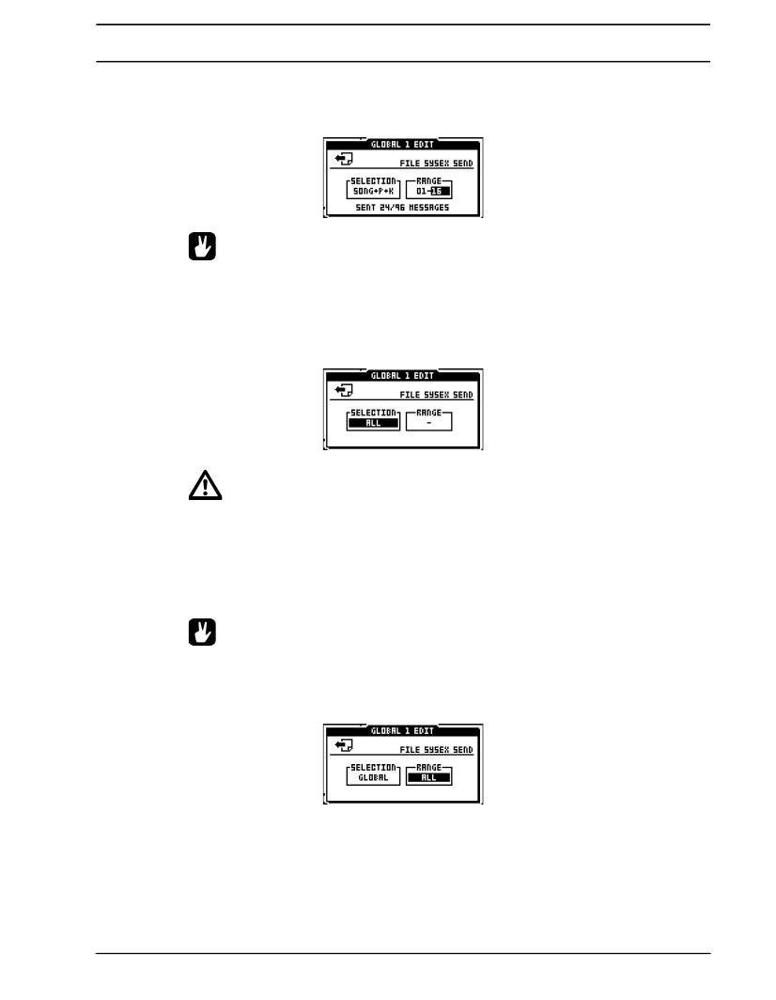 GLOBAL 1 EDIT
FILE SYSEX SEND
SELECTION RANGE
SONG+P+K 01-16
SENT 24/96 MESSAGES
GLOBAL 1 EDIT
FILE SYSEX SEND
SELECTION RANGE
ALL -
GLOBAL 1 EDIT
FILE SYSEX SEND
SELECTION RANGE
GLOBAL ALL